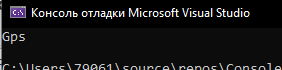 Консоль отладки Microsoft Visual Studio
Gps
C:\Users\79061\source\repos\Console